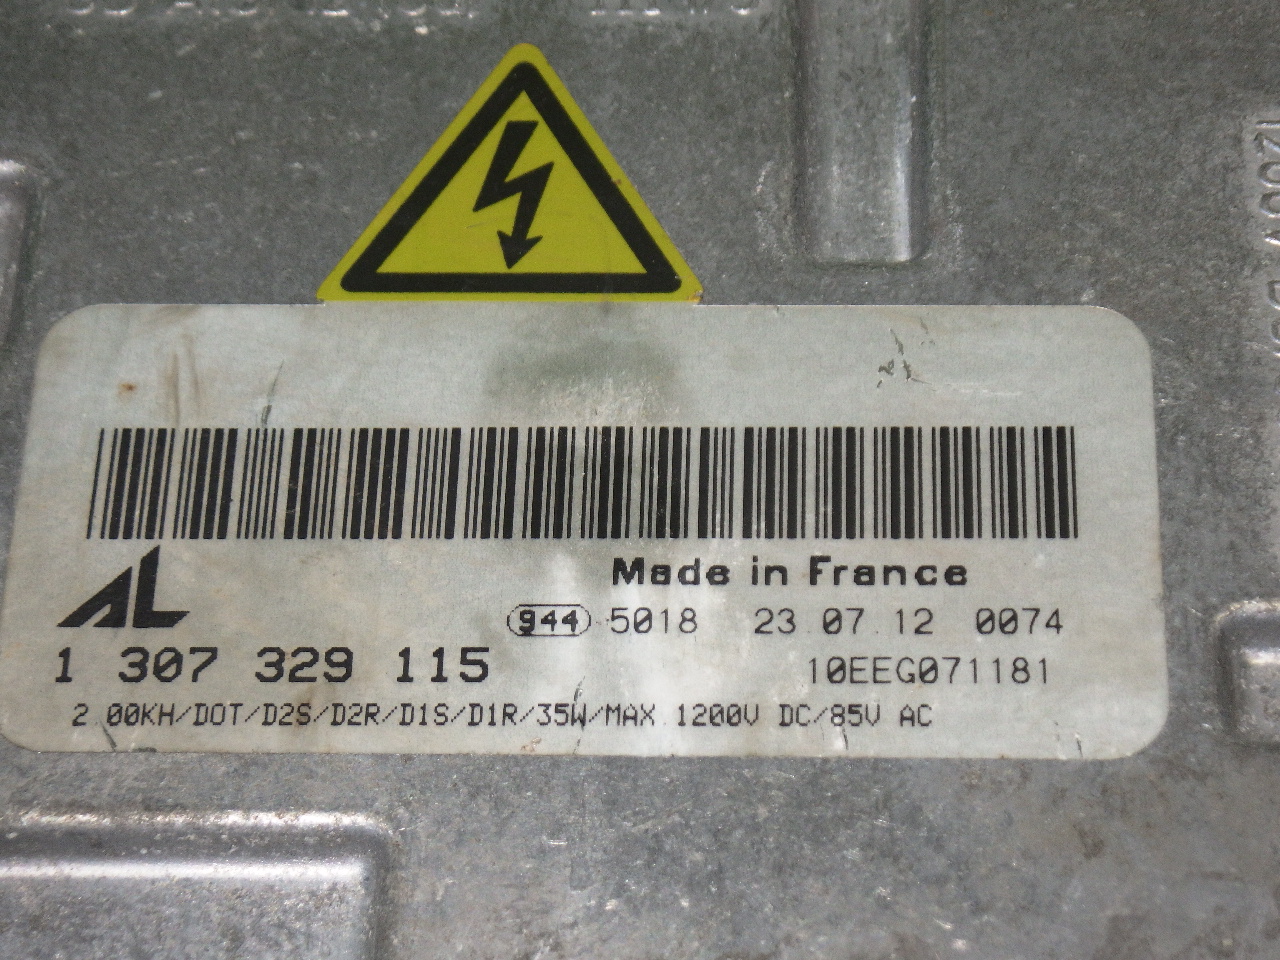 AL
Made in France
944 5018 23 07 12 0074
1 307 329 115
10EEG071181
2 00KH/DOT/D2S/D2R/D1S/D1R/35W/MAX 1200V DC/85V AC